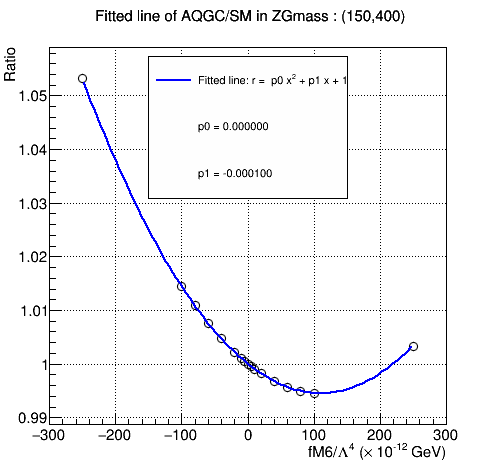 Fitted line of AQGC/SM in ZGmass : (150,400)
Ratio
Fitted line: r = p0 x² + p1 x + 1
p0 = 0.000000
p1 = -0.000100
1.05
1.04
1.03
1.02
1.01
1
0.99
−300 −200 −100 0 100 200 300
fM6/Λ⁴ (× 10⁻¹² GeV)